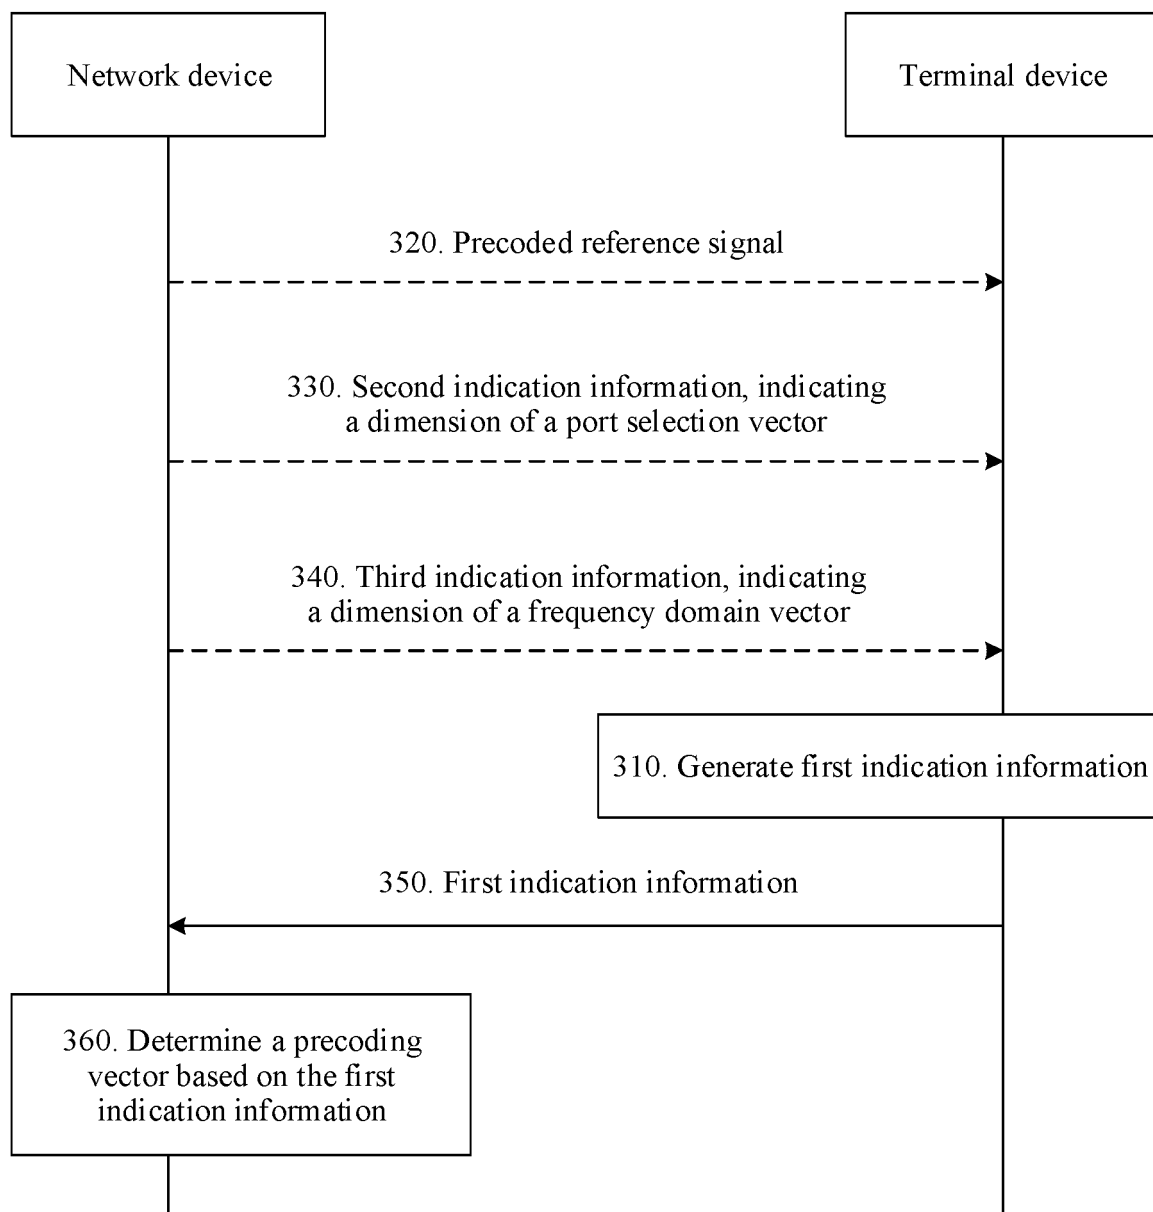 Network device
Terminal device
320. Precoded reference signal
330. Second indication information, indicating
a dimension of a port selection vector
340. Third indication information, indicating
a dimension of a frequency domain vector
310. Generate first indication information
350. First indication information
360. Determine a precoding
vector based on the first
indication information